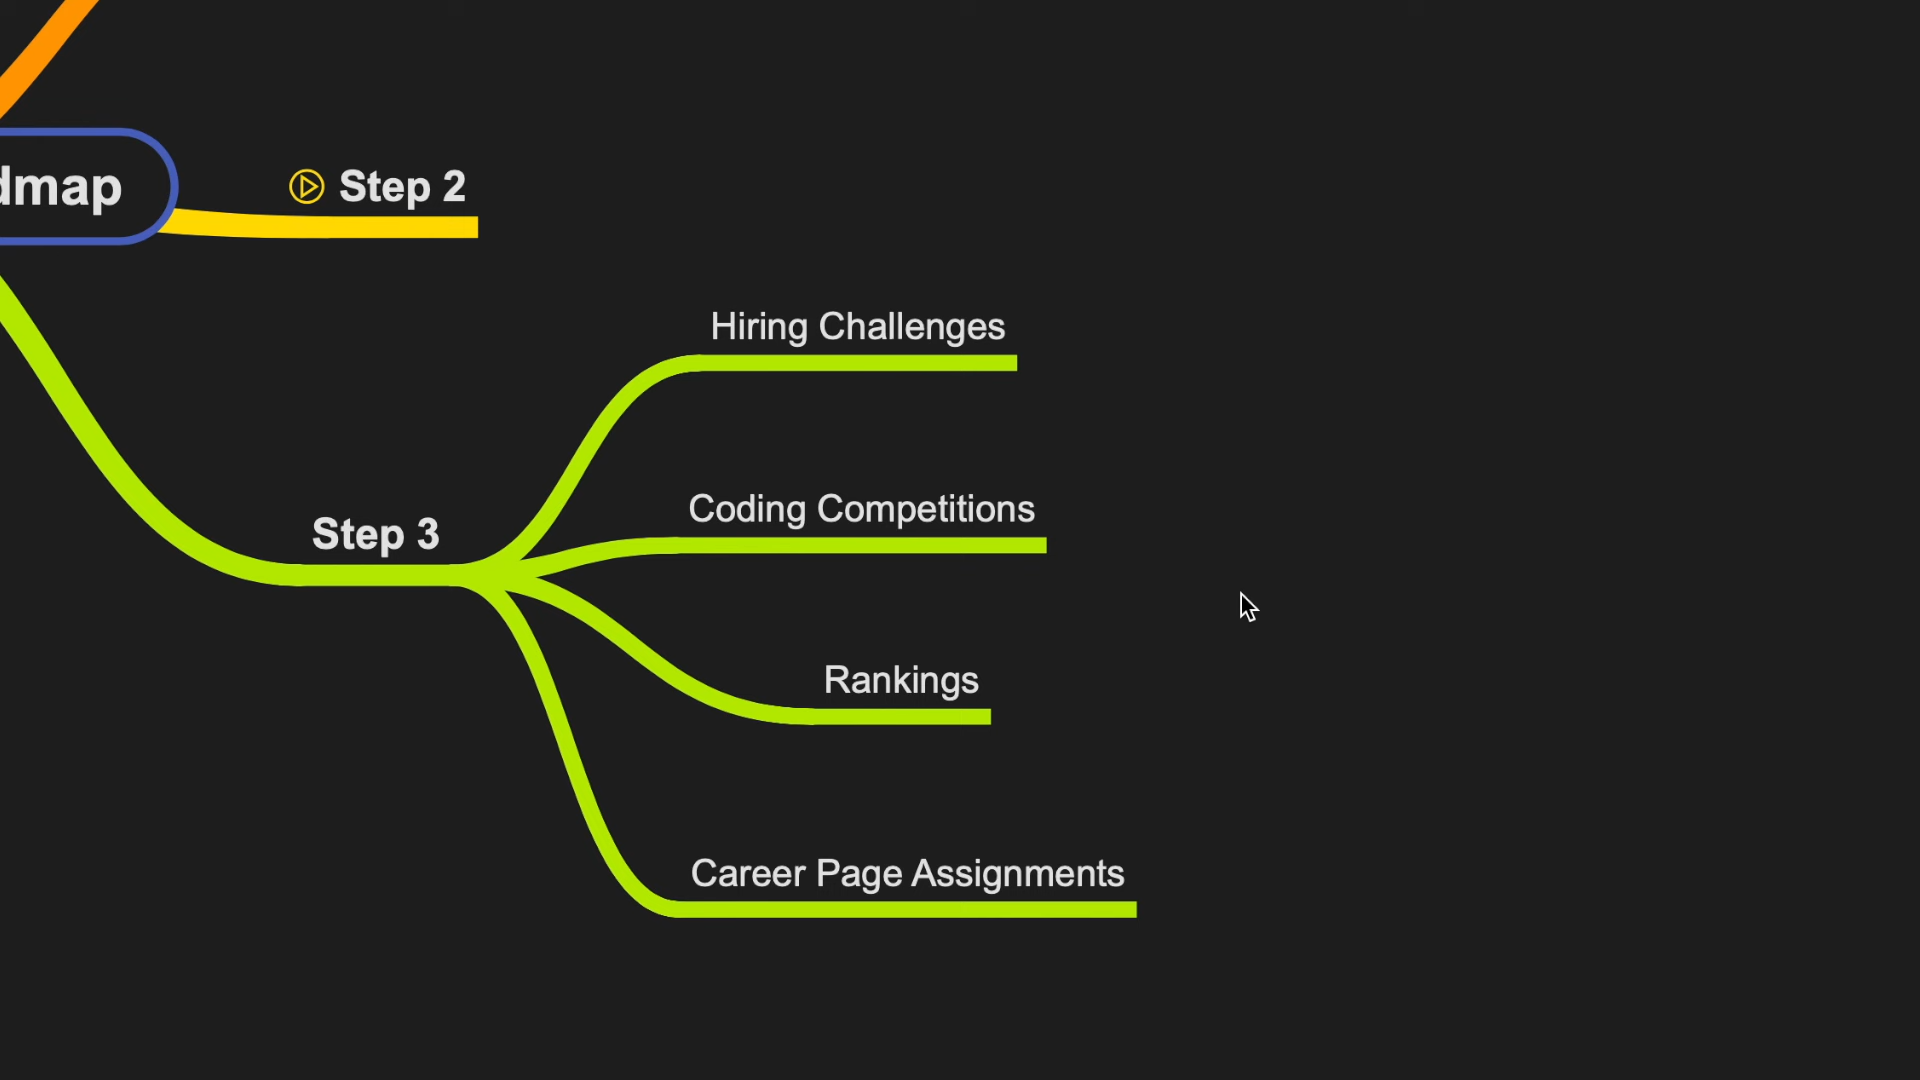 dmap
Step 2
Hiring Challenges
Coding Competitions
Step 3
Rankings
Career Page Assignments